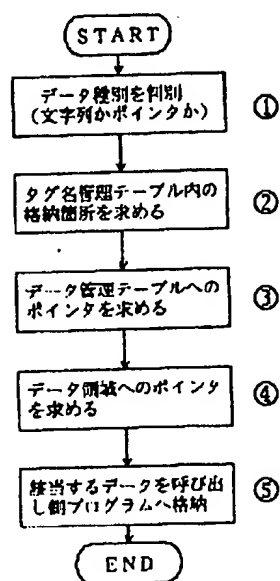 START
データ種別を判別
(文字列かポインタか)
①
タグ名管理テーブル内の
格納箇所を求める
②
データ管理テーブルへの
ポインタを求める
③
データ領域へのポインタ
を求める
④
該当するデータを呼び出
し側プログラムへ格納
⑤
END